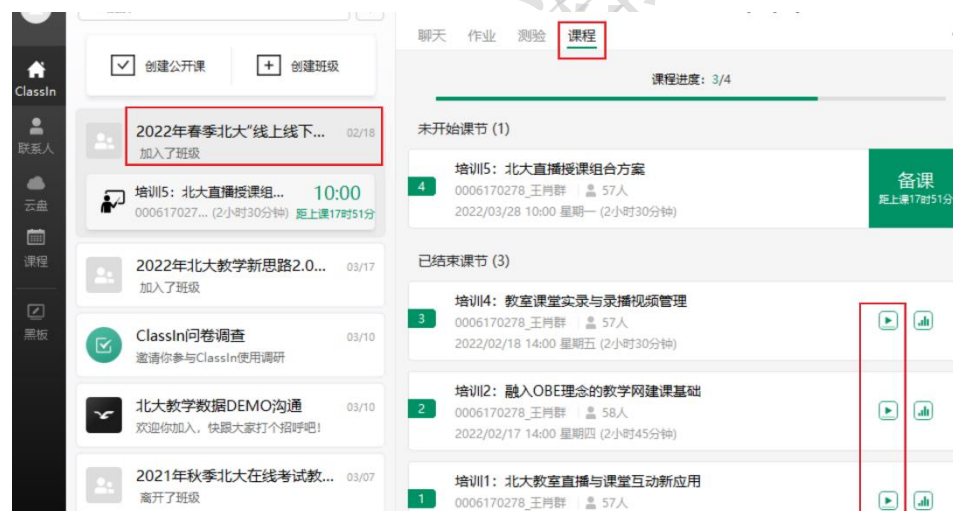 创建公开课
创建班级
ClassIn
联系人
云盘
课程
黑板
2022年春季北大“线上线下... 02/18
加入了班级
培训5：北大直播授课组... 10:00
000617027... (2小时30分钟) 距上课17时51分
2022年北大教学新思路2.0... 03/17
加入了班级
ClassIn问卷调查 03/10
邀请你参与ClassIn使用调研
北大教学数据DEMO沟通 03/10
欢迎你加入，快跟大家打个招呼吧!
2021年秋季北大在线考试教... 03/07
离开了班级
聊天 作业 测验 课程
课程进度：3/4
未开始课节 (1)
培训5：北大直播授课组合方案
4 0006170278_王肖群 57人
2022/03/28 10:00 星期一 (2小时30分钟)
备课
距上课17时51分
已结束课节 (3)
培训4：教室课堂实录与录播视频管理
3 0006170278_王肖群 57人
2022/02/18 14:00 星期五 (2小时30分钟)
培训2：融入OBE理念的教学网建课基础
2 0006170278_王肖群 58人
2022/02/17 14:00 星期四 (2小时45分钟)
培训1：北大教室直播与课堂互动新应用
1 0006170278_王肖群 57人